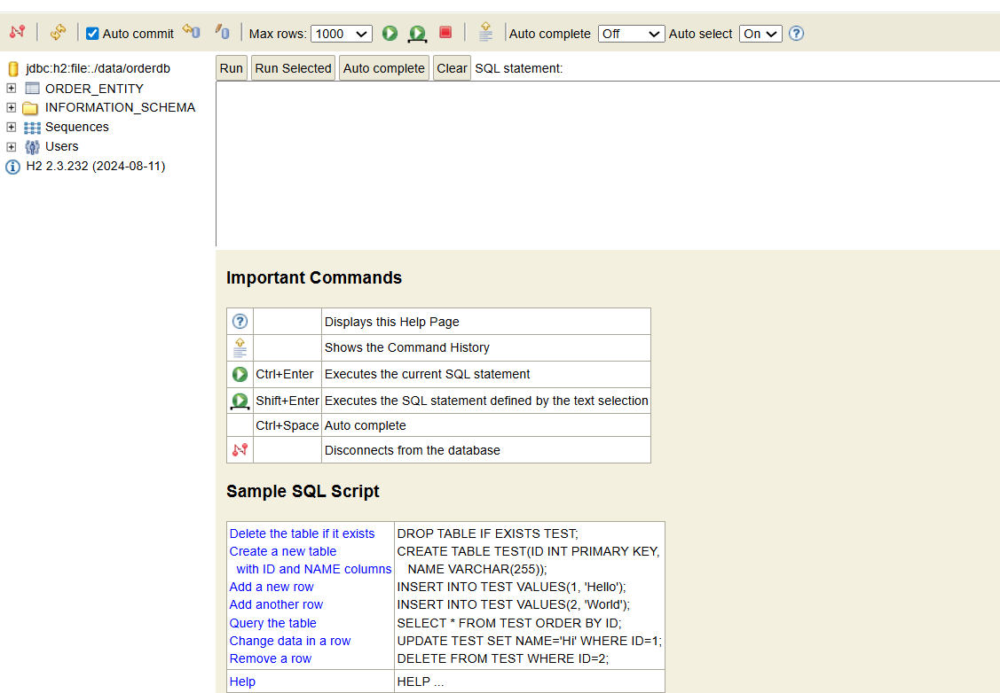 Auto commit Max rows: 1000 Auto complete Off Auto select On
jdbc:h2:file:./data/orderdb
ORDER_ENTITY
INFORMATION_SCHEMA
Sequences
Users
H2 2.3.232 (2024-08-11)
Run Run Selected Auto complete Clear SQL statement:
Important Commands
Displays this Help Page
Shows the Command History
Ctrl+Enter Executes the current SQL statement
Shift+Enter Executes the SQL statement defined by the text selection
Ctrl+Space Auto complete
Disconnects from the database
Sample SQL Script
Delete the table if it exists DROP TABLE IF EXISTS TEST;
Create a new table CREATE TABLE TEST(ID INT PRIMARY KEY,
with ID and NAME columns NAME VARCHAR(255));
Add a new row INSERT INTO TEST VALUES(1, 'Hello');
Add another row INSERT INTO TEST VALUES(2, 'World');
Query the table SELECT * FROM TEST ORDER BY ID;
Change data in a row UPDATE TEST SET NAME='Hi' WHERE ID=1;
Remove a row DELETE FROM TEST WHERE ID=2;
Help HELP ...